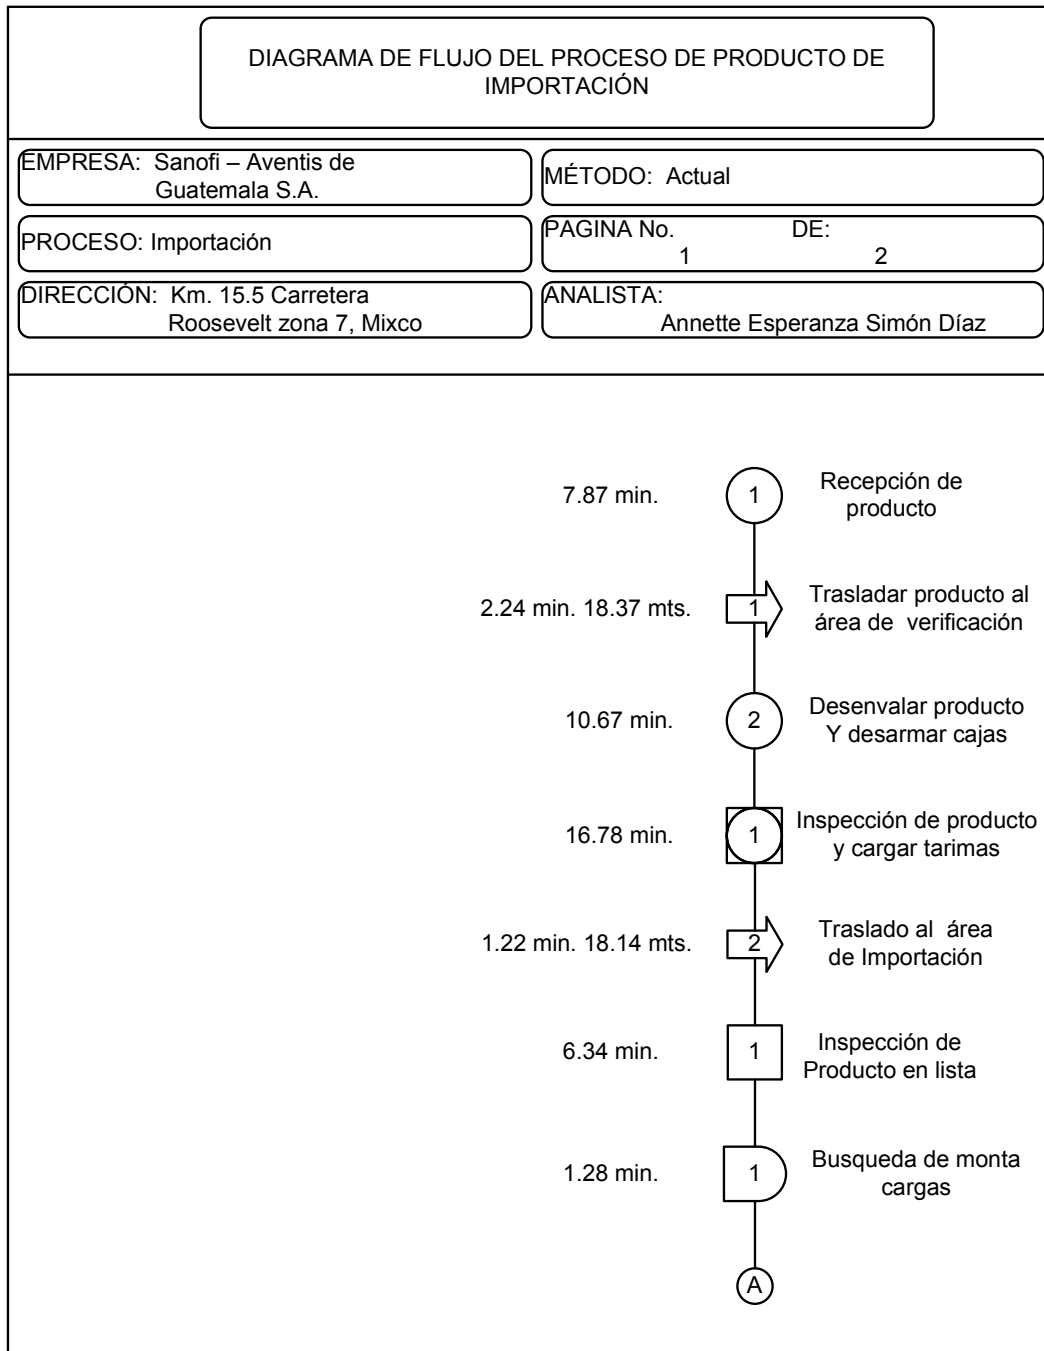 DIAGRAMA DE FLUJO DEL PROCESO DE PRODUCTO DE
IMPORTACIÓN
EMPRESA: Sanofi – Aventis de
Guatemala S.A.
MÉTODO: Actual
PROCESO: Importación
PAGINA No. DE:
1 2
DIRECCIÓN: Km. 15.5 Carretera
Roosevelt zona 7, Mixco
ANALISTA:
Annette Esperanza Simón Díaz
7.87 min.
1
Recepción de
producto
2.24 min. 18.37 mts.
1
Trasladar producto al
área de verificación
10.67 min.
2
Desenvalar producto
Y desarmar cajas
16.78 min.
1
Inspección de producto
y cargar tarimas
1.22 min. 18.14 mts.
2
Traslado al área
de Importación
6.34 min.
1
Inspección de
Producto en lista
1.28 min.
1
Busqueda de monta
cargas
A